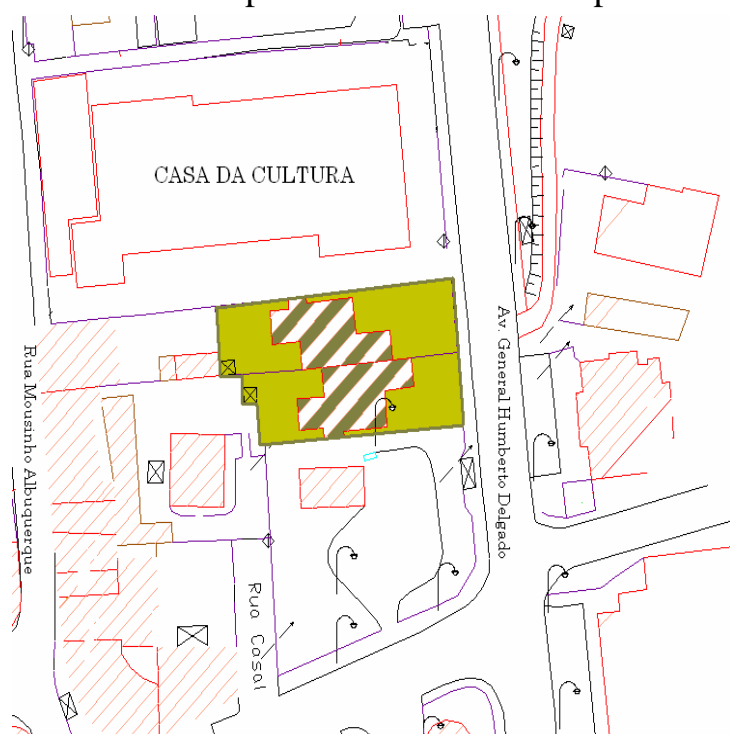 CASA DA CULTURA
Av. General Humberto Delgado
Rua Mousinho Albuquerque
Rua Casal